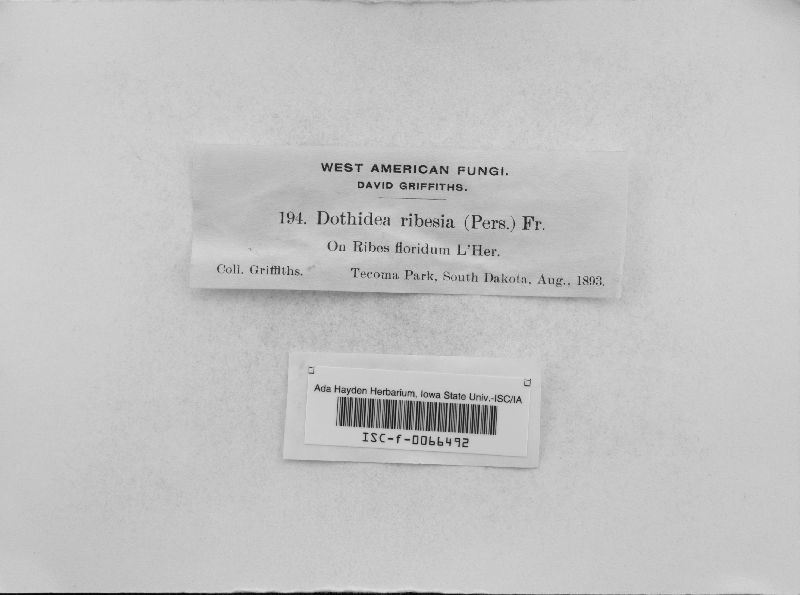 WEST AMERICAN FUNGI.
DAVID GRIFFITHS.
194. Dothidea ribesia (Pers.) Fr.
On Ribes floridum L'Her.
Coll. Griffiths. Tecoma Park, South Dakota, Aug., 1893.
Ada Hayden Herbarium, Iowa State Univ.-ISC/IA
ISC-f-0066492